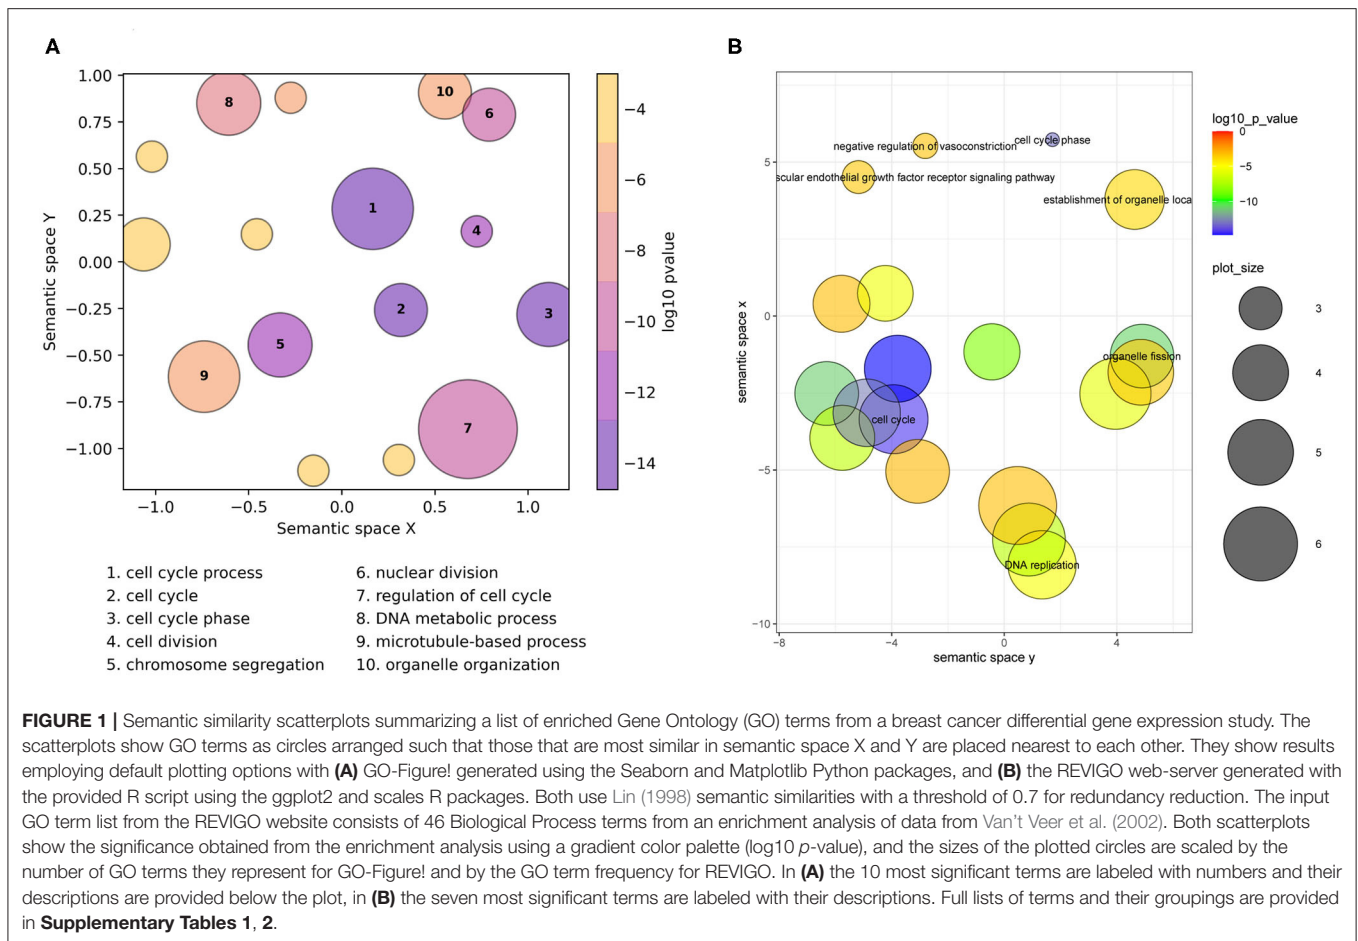 A
B
1.00
0.75
0.50
0.25
0.00
−0.25
−0.50
−0.75
−1.00
Semantic space Y
−1.0
−0.5
0.0
0.5
1.0
Semantic space X
8
10
6
1
4
2
3
5
9
7
−4
−6
−8
−10
−12
−14
log10 pvalue
1. cell cycle process
2. cell cycle
3. cell cycle phase
4. cell division
5. chromosome segregation
6. nuclear division
7. regulation of cell cycle
8. DNA metabolic process
9. microtubule-based process
10. organelle organization
5
0
−5
−10
semantic space x
−8
−4
0
4
semantic space y
cell cycle phase
negative regulation of vasoconstriction
scular endothelial growth factor receptor signaling pathway
establishment of organelle loca
organelle fission
cell cycle
DNA replication
log10_p_value
0
−5
−10
plot_size
3
4
5
6
FIGURE 1 | Semantic similarity scatterplots summarizing a list of enriched Gene Ontology (GO) terms from a breast cancer differential gene expression study. The
scatterplots show GO terms as circles arranged such that those that are most similar in semantic space X and Y are placed nearest to each other. They show results
employing default plotting options with (A) GO-Figure! generated using the Seaborn and Matplotlib Python packages, and (B) the REVIGO web-server generated with
the provided R script using the ggplot2 and scales R packages. Both use Lin (1998) semantic similarities with a threshold of 0.7 for redundancy reduction. The input
GO term list from the REVIGO website consists of 46 Biological Process terms from an enrichment analysis of data from Van't Veer et al. (2002). Both scatterplots
show the significance obtained from the enrichment analysis using a gradient color palette (log10 p-value), and the sizes of the plotted circles are scaled by the
number of GO terms they represent for GO-Figure! and by the GO term frequency for REVIGO. In (A) the 10 most significant terms are labeled with numbers and their
descriptions are provided below the plot, in (B) the seven most significant terms are labeled with their descriptions. Full lists of terms and their groupings are provided
in Supplementary Tables 1, 2.